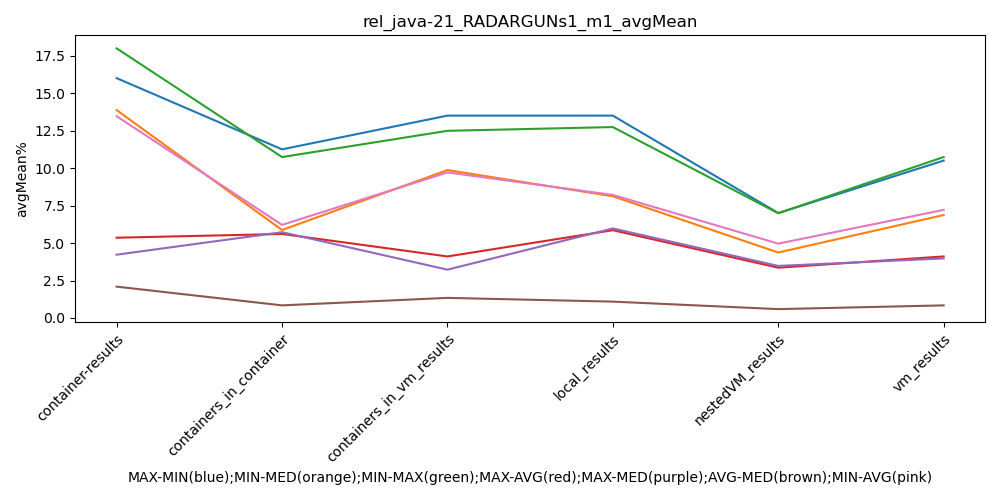 rel_java-21_RADARGUNs1_m1_avgMean
avgMean%
17.5
15.0
12.5
10.0
7.5
5.0
2.5
0.0
container-results
containers_in_container
containers_in_vm_results
local_results
nestedVM_results
vm_results
MAX-MIN(blue);MIN-MED(orange);MIN-MAX(green);MAX-AVG(red);MAX-MED(purple);AVG-MED(brown);MIN-AVG(pink)